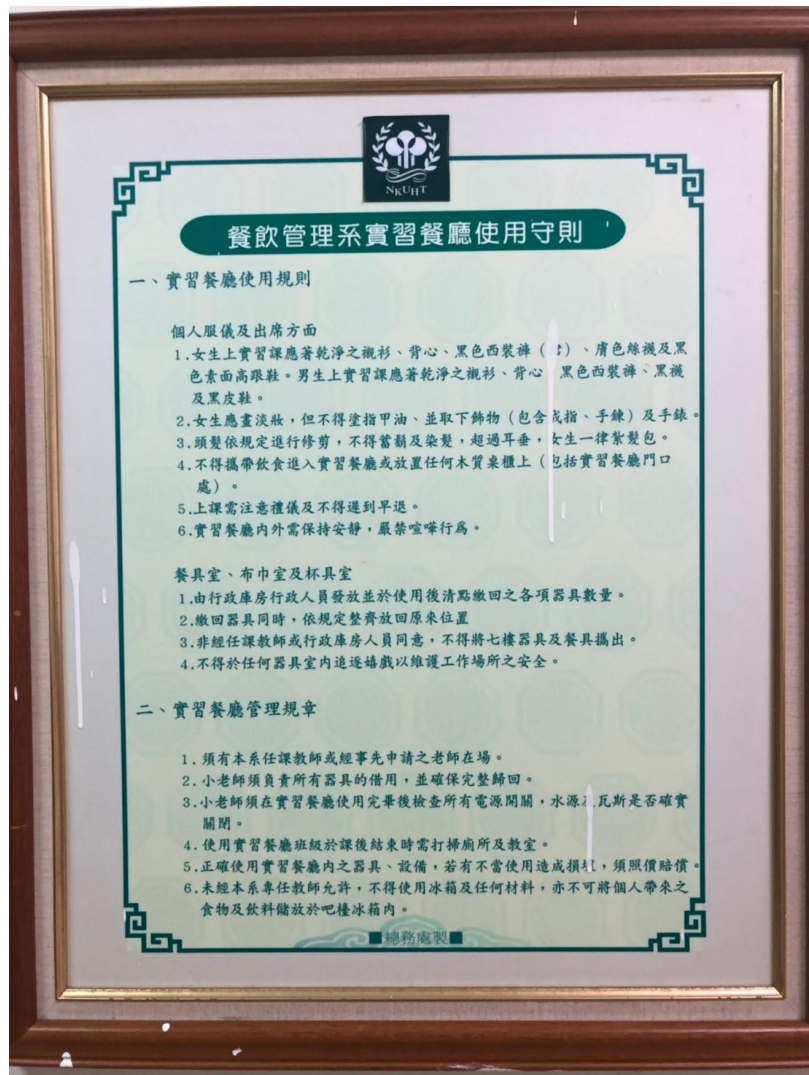 NKUHT
餐飲管理系實習餐廳使用守則
一、實習餐廳使用規則
個人服儀及出席方面
1.女生上實習課應著乾淨之襯衫、背心、黑色西裝褲（裙）、膚色絲襪及黑
色素面高跟鞋。男生上實習課應著乾淨之襯衫、背心、黑色西裝褲、黑襪
及黑皮鞋。
2.女生應畫淡妝，但不得塗指甲油、並取下飾物（包含戒指、手鍊）及手錶。
3.頭髮依規定進行修剪，不得蓄鬍及染髮，超過耳垂，女生一律紮髮包。
4.不得攜帶飲食進入實習餐廳或放置任何木質桌櫃上（包括實習餐廳門口
處）。
5.上課需注意禮儀及不得遲到早退。
6.實習餐廳內外需保持安靜，嚴禁喧嘩行為。
餐具室、布巾室及杯具室
1.由行政庫房行政人員發放並於使用後清點繳回之各項器具數量。
2.繳回器具同時，依規定整齊放回原來位置
3.非經任課教師或行政庫房人員同意，不得將七樓器具及餐具攜出。
4.不得於任何器具室內追逐嬉戲以維護工作場所之安全。
二、實習餐廳管理規章
1.須有本系任課教師或經事先申請之老師在場。
2.小老師須負責所有器具的借用，並確保完整歸回。
3.小老師須在實習餐廳使用完畢後檢查所有電源開關，水源及瓦斯是否確實
關閉。
4.使用實習餐廳班級於課後結束時需打掃廁所及教室。
5.正確使用實習餐廳內之器具、設備，若有不當使用造成損壞，須照價賠償。
6.未經本系專任教師允許，不得使用冰箱及任何材料，亦不可將個人帶來之
食物及飲料儲放於吧檯冰箱內。
■總務處製■